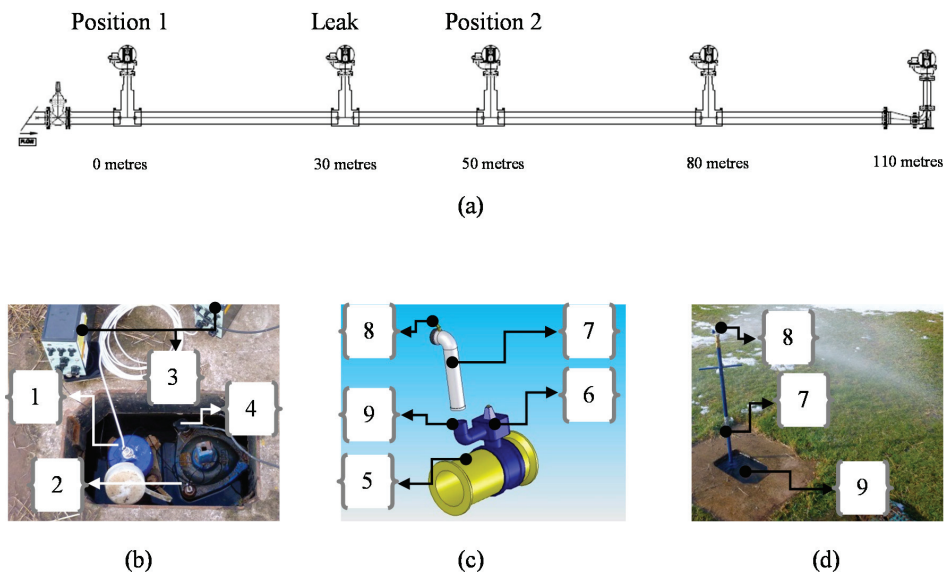 Position 1 Leak Position 2
FLOW
0 metres 30 metres 50 metres 80 metres 110 metres
(a)
1 3 4 2
8 7 9 6 5
8 7 9
(b) (c) (d)